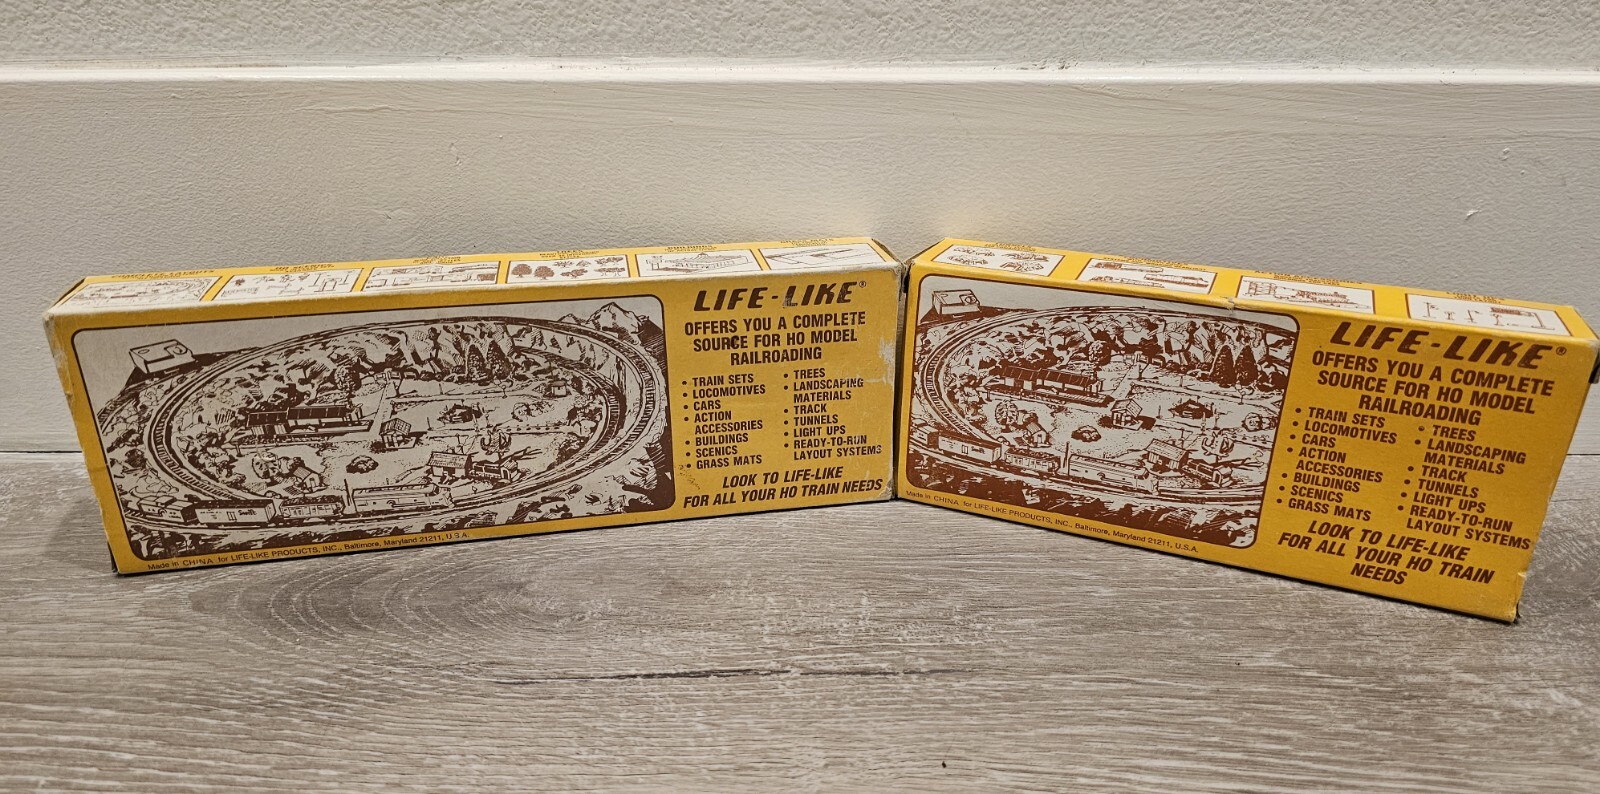 LIFE-LIKE®
OFFERS YOU A COMPLETE
SOURCE FOR HO MODEL
RAILROADING
• TRAIN SETS
• LOCOMOTIVES
• CARS
• ACTION
ACCESSORIES
• BUILDINGS
• SCENICS
• GRASS MATS
• TREES
• LANDSCAPING
MATERIALS
• TRACK
• TUNNELS
• LIGHT UPS
• READY-TO-RUN
LAYOUT SYSTEMS
LOOK TO LIFE-LIKE
FOR ALL YOUR HO TRAIN NEEDS
Made in CHINA for LIFE-LIKE PRODUCTS, INC., Baltimore, Maryland 21211, U.S.A.
LIFE-LIKE®
OFFERS YOU A COMPLETE
SOURCE FOR HO MODEL
RAILROADING
• TRAIN SETS
• LOCOMOTIVES
• CARS
• ACTION
ACCESSORIES
• BUILDINGS
• SCENICS
• GRASS MATS
• TREES
• LANDSCAPING
MATERIALS
• TRACK
• TUNNELS
• LIGHT UPS
• READY-TO-RUN
LAYOUT SYSTEMS
LOOK TO LIFE-LIKE
FOR ALL YOUR HO TRAIN
NEEDS
Made in CHINA for LIFE-LIKE PRODUCTS, INC., Baltimore, Maryland 21211, U.S.A.